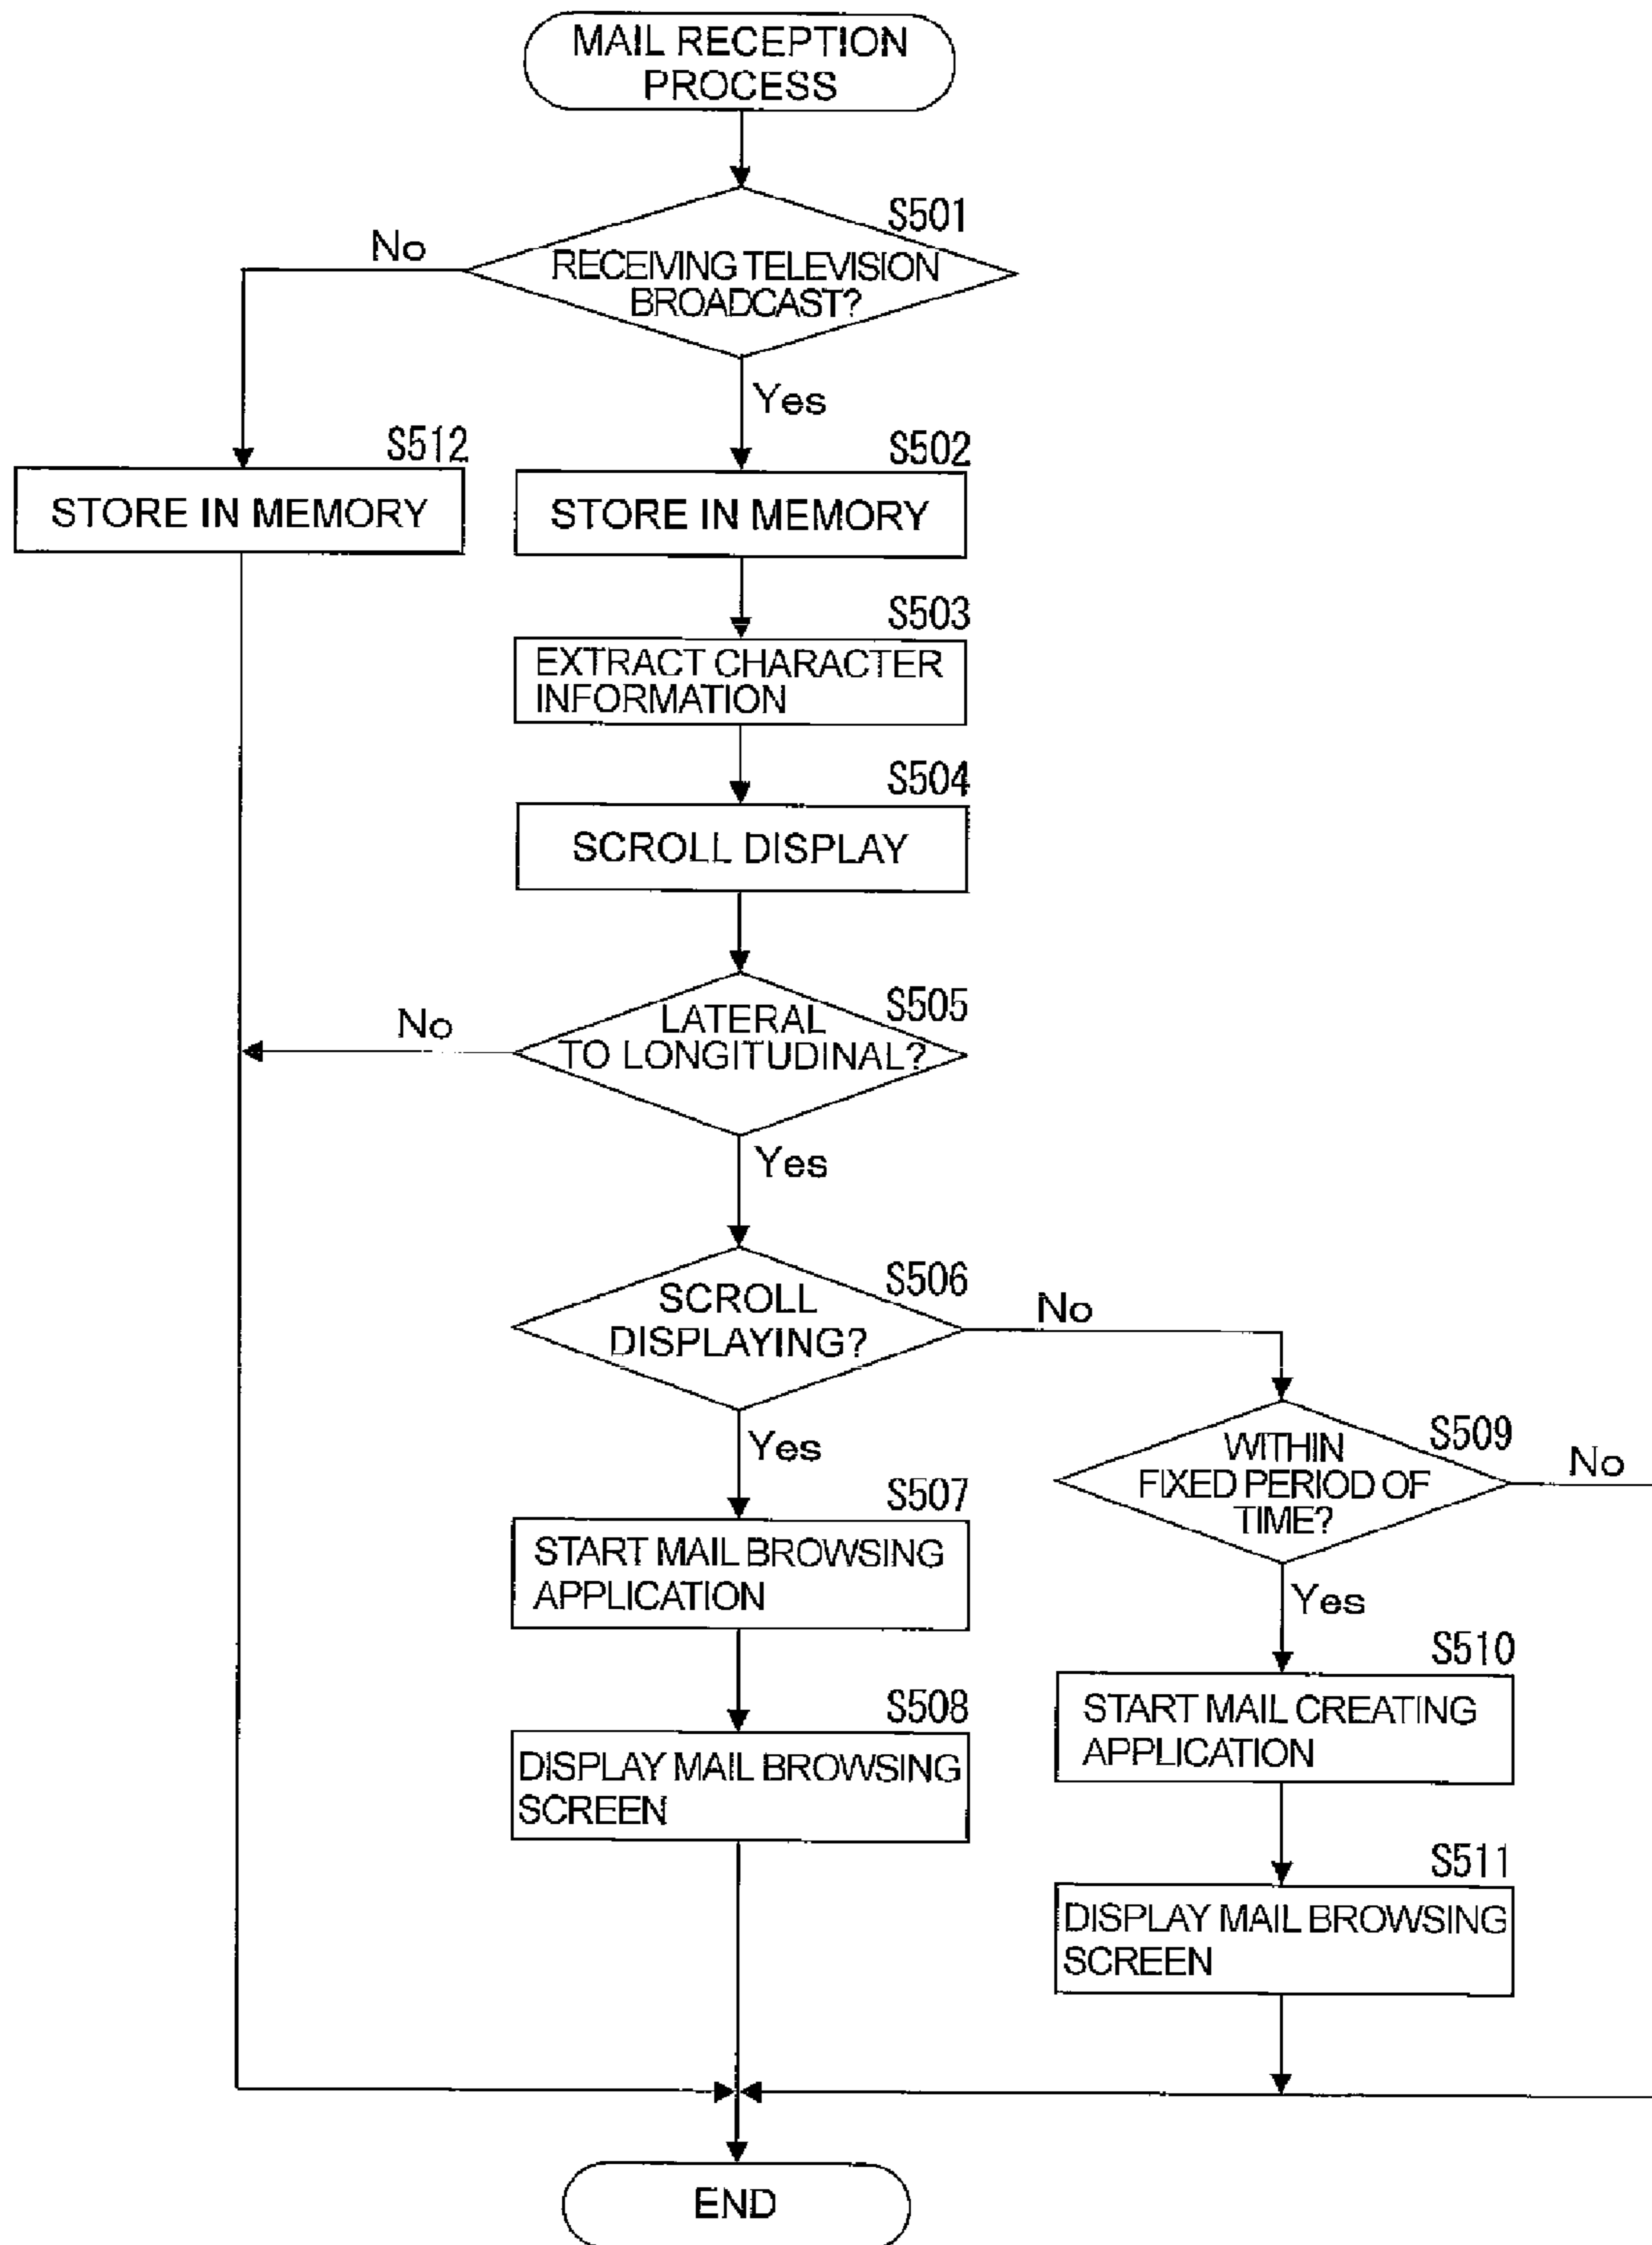 MAIL RECEPTION
PROCESS
S501
No
RECEIVING TELEVISION
BROADCAST?
Yes
S512
STORE IN MEMORY
S502
STORE IN MEMORY
S503
EXTRACT CHARACTER
INFORMATION
S504
SCROLL DISPLAY
S505
No
LATERAL
TO LONGITUDINAL?
Yes
S506
SCROLL
DISPLAYING?
No
Yes
S509
WITHIN
FIXED PERIOD OF
TIME?
No
Yes
S507
START MAIL BROWSING
APPLICATION
S508
DISPLAY MAIL BROWSING
SCREEN
S510
START MAIL CREATING
APPLICATION
S511
DISPLAY MAIL BROWSING
SCREEN
END